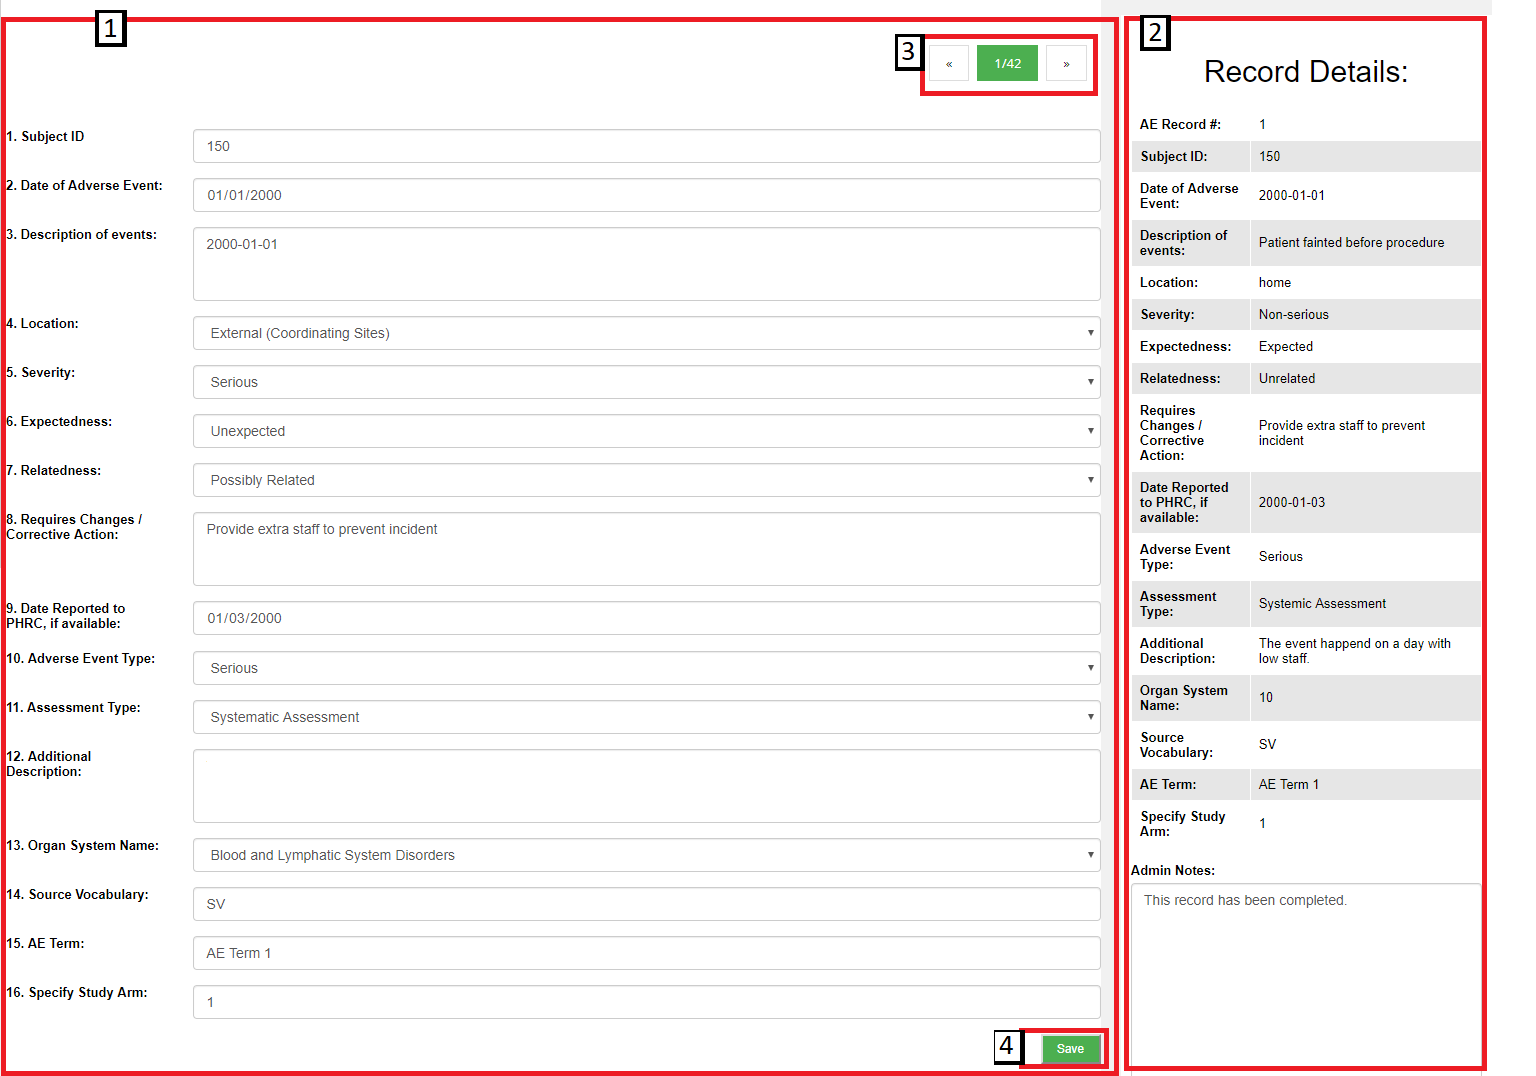 1
3
«
1/42
»
1. Subject ID
150
2. Date of Adverse Event:
01/01/2000
3. Description of events:
2000-01-01
4. Location:
External (Coordinating Sites)
5. Severity:
Serious
6. Expectedness:
Unexpected
7. Relatedness:
Possibly Related
8. Requires Changes /
Corrective Action:
Provide extra staff to prevent incident
9. Date Reported to
PHRC, if available:
01/03/2000
10. Adverse Event Type:
Serious
11. Assessment Type:
Systematic Assessment
12. Additional
Description:
13. Organ System Name:
Blood and Lymphatic System Disorders
14. Source Vocabulary:
SV
15. AE Term:
AE Term 1
16. Specify Study Arm:
1
4
Save
2
Record Details:
AE Record #:
1
Subject ID:
150
Date of Adverse
Event:
2000-01-01
Description of
events:
Patient fainted before procedure
Location:
home
Severity:
Non-serious
Expectedness:
Expected
Relatedness:
Unrelated
Requires
Changes /
Corrective
Action:
Provide extra staff to prevent
incident
Date Reported
to PHRC, if
available:
2000-01-03
Adverse Event
Type:
Serious
Assessment
Type:
Systemic Assessment
Additional
Description:
The event happend on a day with
low staff.
Organ System
Name:
10
Source
Vocabulary:
SV
AE Term:
AE Term 1
Specify Study
Arm:
1
Admin Notes:
This record has been completed.